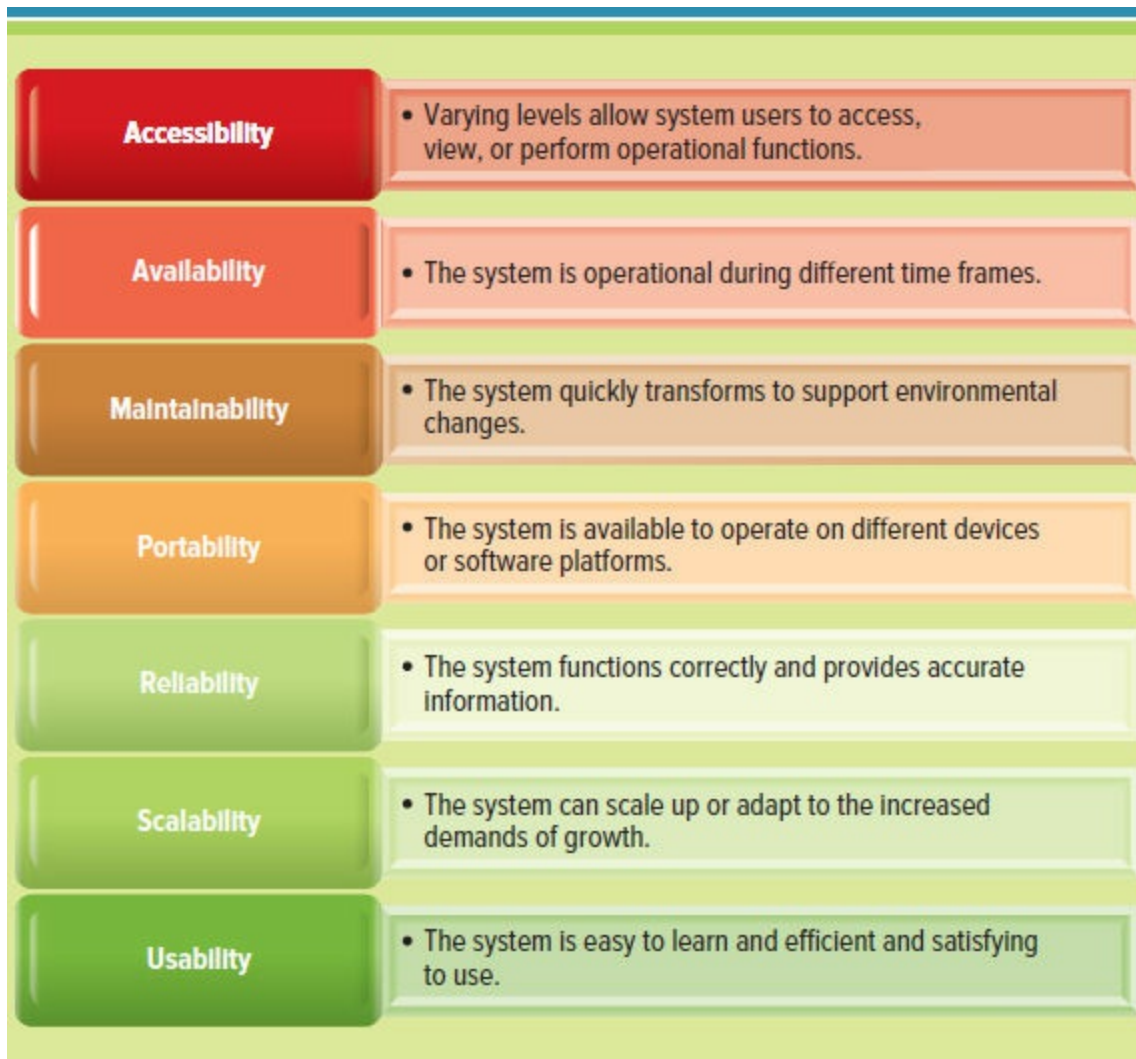 Accessibility
• Varying levels allow system users to access,
view, or perform operational functions.
Availability
• The system is operational during different time frames.
Maintainability
• The system quickly transforms to support environmental
changes.
Portability
• The system is available to operate on different devices
or software platforms.
Reliability
• The system functions correctly and provides accurate
information.
Scalability
• The system can scale up or adapt to the increased
demands of growth.
Usability
• The system is easy to learn and efficient and satisfying
to use.